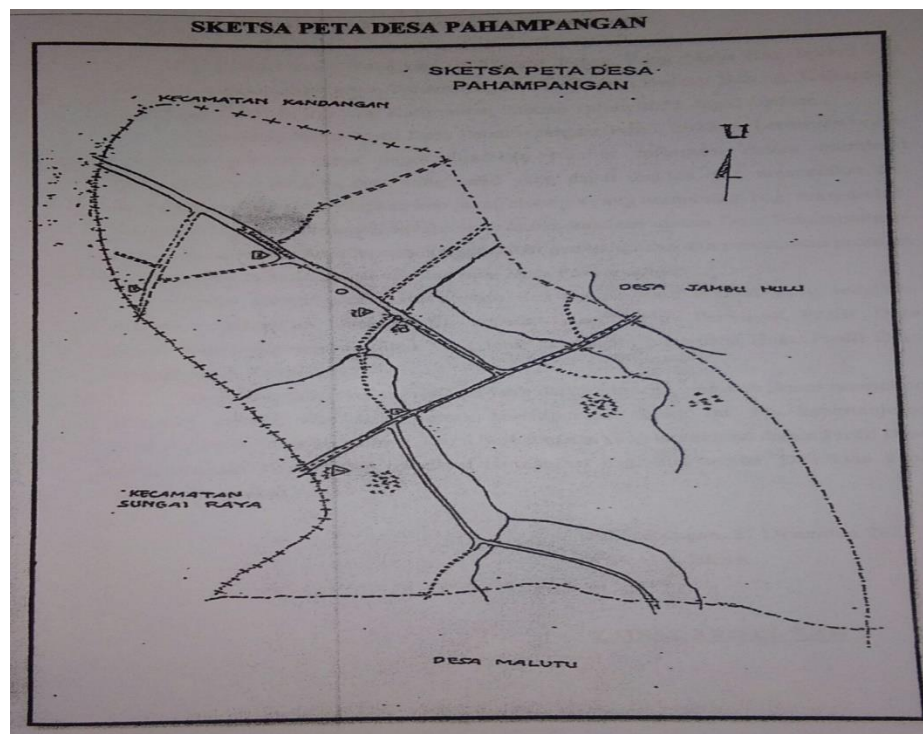 SKETSA PETA DESA PAHAMPANGAN
SKETSA PETA DESA
PAHAMPANGAN
KECAMATAN KANDANGAN
U
DESA JAMBU HULU
KECAMATAN
SUNGAI RAYA
DESA MALUTU